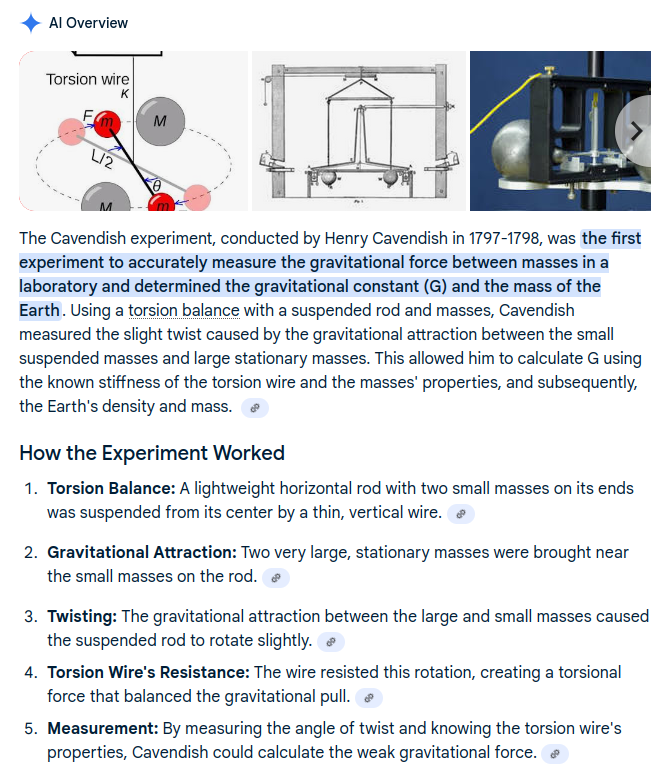 AI Overview
Torsion wire
K
F
m
M
L/2
θ
M
m
The Cavendish experiment, conducted by Henry Cavendish in 1797-1798, was the first
experiment to accurately measure the gravitational force between masses in a
laboratory and determined the gravitational constant (G) and the mass of the
Earth. Using a torsion balance with a suspended rod and masses, Cavendish
measured the slight twist caused by the gravitational attraction between the small
suspended masses and large stationary masses. This allowed him to calculate G using
the known stiffness of the torsion wire and the masses' properties, and subsequently,
the Earth's density and mass.
How the Experiment Worked
1. Torsion Balance: A lightweight horizontal rod with two small masses on its ends
was suspended from its center by a thin, vertical wire.
2. Gravitational Attraction: Two very large, stationary masses were brought near
the small masses on the rod.
3. Twisting: The gravitational attraction between the large and small masses caused
the suspended rod to rotate slightly.
4. Torsion Wire's Resistance: The wire resisted this rotation, creating a torsional
force that balanced the gravitational pull.
5. Measurement: By measuring the angle of twist and knowing the torsion wire's
properties, Cavendish could calculate the weak gravitational force.